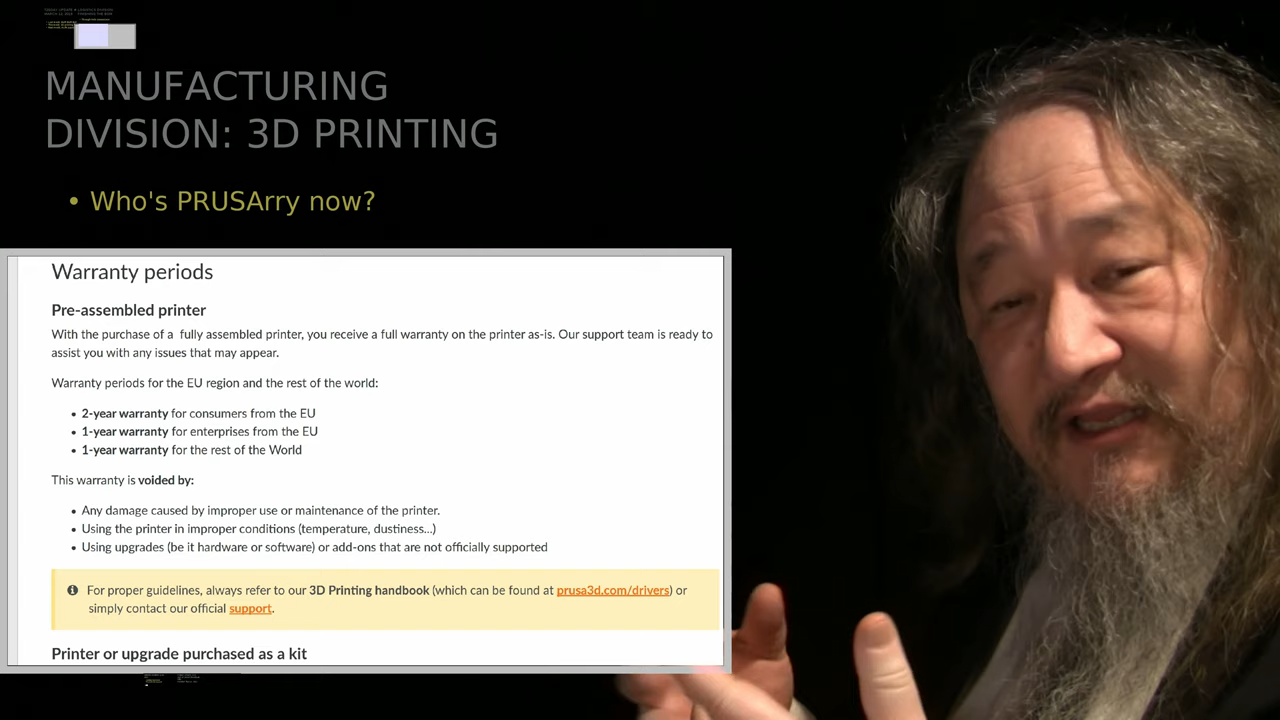 MANUFACTURING
DIVISION: 3D PRINTING
• Who's PRUSArry now?
Warranty periods
Pre-assembled printer
With the purchase of a fully assembled printer, you receive a full warranty on the printer as-is. Our support team is ready to
assist you with any issues that may appear.
Warranty periods for the EU region and the rest of the world:
• 2-year warranty for consumers from the EU
• 1-year warranty for enterprises from the EU
• 1-year warranty for the rest of the World
This warranty is voided by:
• Any damage caused by improper use or maintenance of the printer.
• Using the printer in improper conditions (temperature, dustiness...)
• Using upgrades (be it hardware or software) or add-ons that are not officially supported
For proper guidelines, always refer to our 3D Printing handbook (which can be found at prusa3d.com/drivers) or
simply contact our official support.
Printer or upgrade purchased as a kit